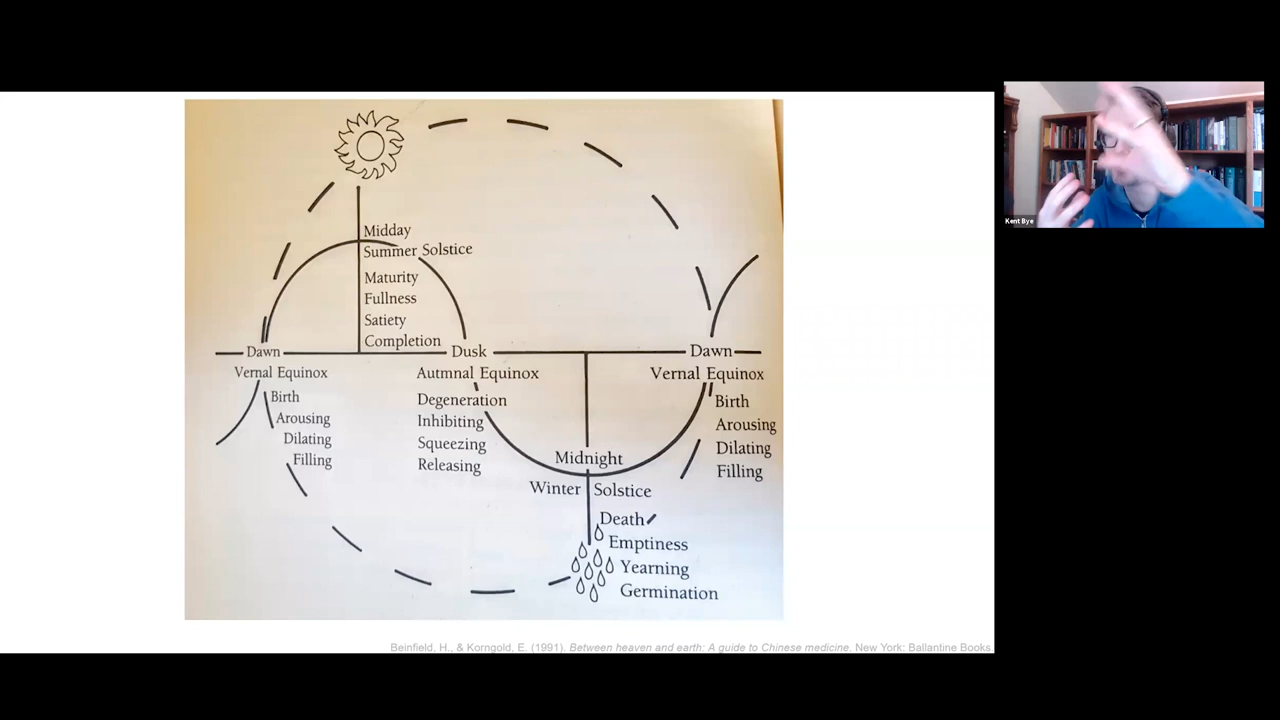 Midday
Summer Solstice
Maturity
Fullness
Satiety
Completion
Dawn
Vernal Equinox
Birth
Arousing
Dilating
Filling
Dusk
Autmnal Equinox
Degeneration
Inhibiting
Squeezing
Releasing
Midnight
Winter Solstice
Death
Emptiness
Yearning
Germination
Dawn
Vernal Equinox
Birth
Arousing
Dilating
Filling
Beinfield, H., & Korngold, E. (1991). Between heaven and earth: A guide to Chinese medicine. New York: Ballantine Books
Kent Bye